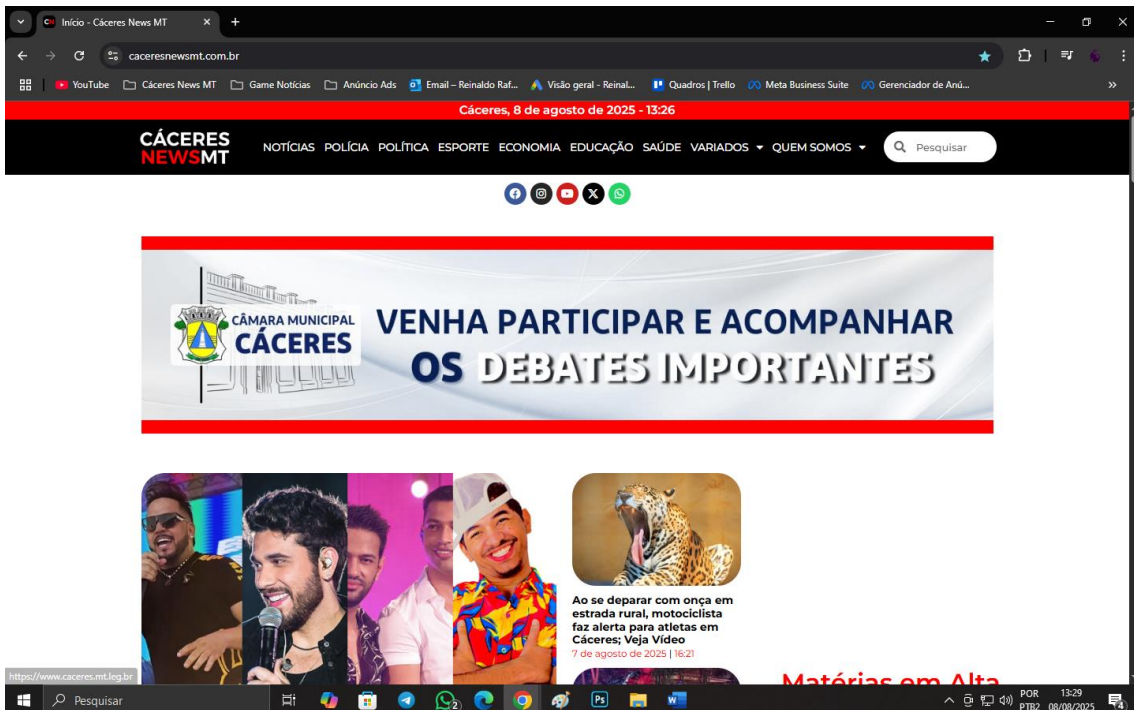 Início - Cáceres News MT
caceresnewsmt.com.br
YouTube Cáceres News MT Game Notícias Anúncio Ads Email – Reinaldo Raf... Visão geral - Reinal... Quadros | Trello Meta Business Suite Gerenciador de Anú...
Cáceres, 8 de agosto de 2025 - 13:26
CÁCERES
NEWSMT
NOTÍCIAS POLÍCIA POLÍTICA ESPORTE ECONOMIA EDUCAÇÃO SAÚDE VARIADOS QUEM SOMOS Pesquisar
CÂMARA MUNICIPAL
CÁCERES
VENHA PARTICIPAR E ACOMPANHAR
OS DEBATES IMPORTANTES
Ao se deparar com onça em
estrada rural, motociclista
faz alerta para atletas em
Cáceres; Veja Vídeo
7 de agosto de 2025 | 16:21
Matérias em Alta
https://www.caceres.mt.leg.br
Pesquisar
POR 13:29
PTB2 08/08/2025